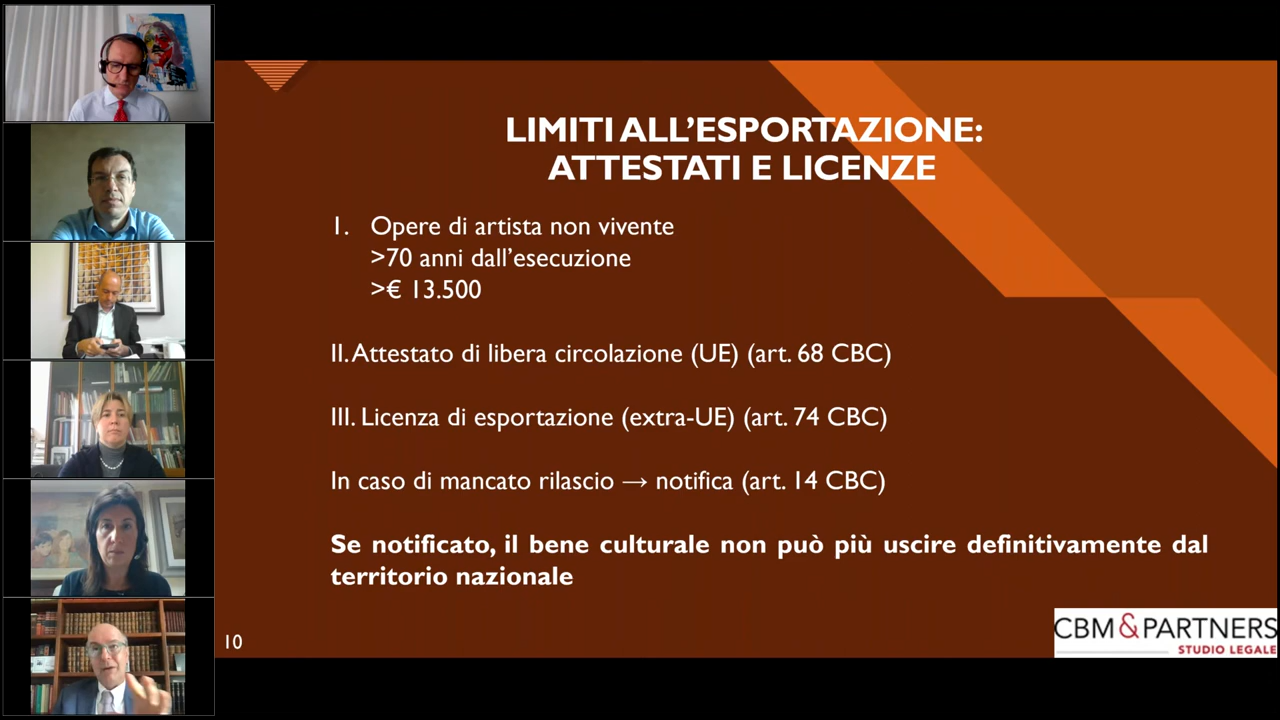 LIMITI ALL'ESPORTAZIONE:
ATTESTATI E LICENZE
I. Opere di artista non vivente
>70 anni dall'esecuzione
>€ 13.500
II. Attestato di libera circolazione (UE) (art. 68 CBC)
III. Licenza di esportazione (extra-UE) (art. 74 CBC)
In caso di mancato rilascio → notifica (art. 14 CBC)
Se notificato, il bene culturale non può più uscire definitivamente dal
territorio nazionale
10
CBM&PARTNERS
STUDIO LEGALE